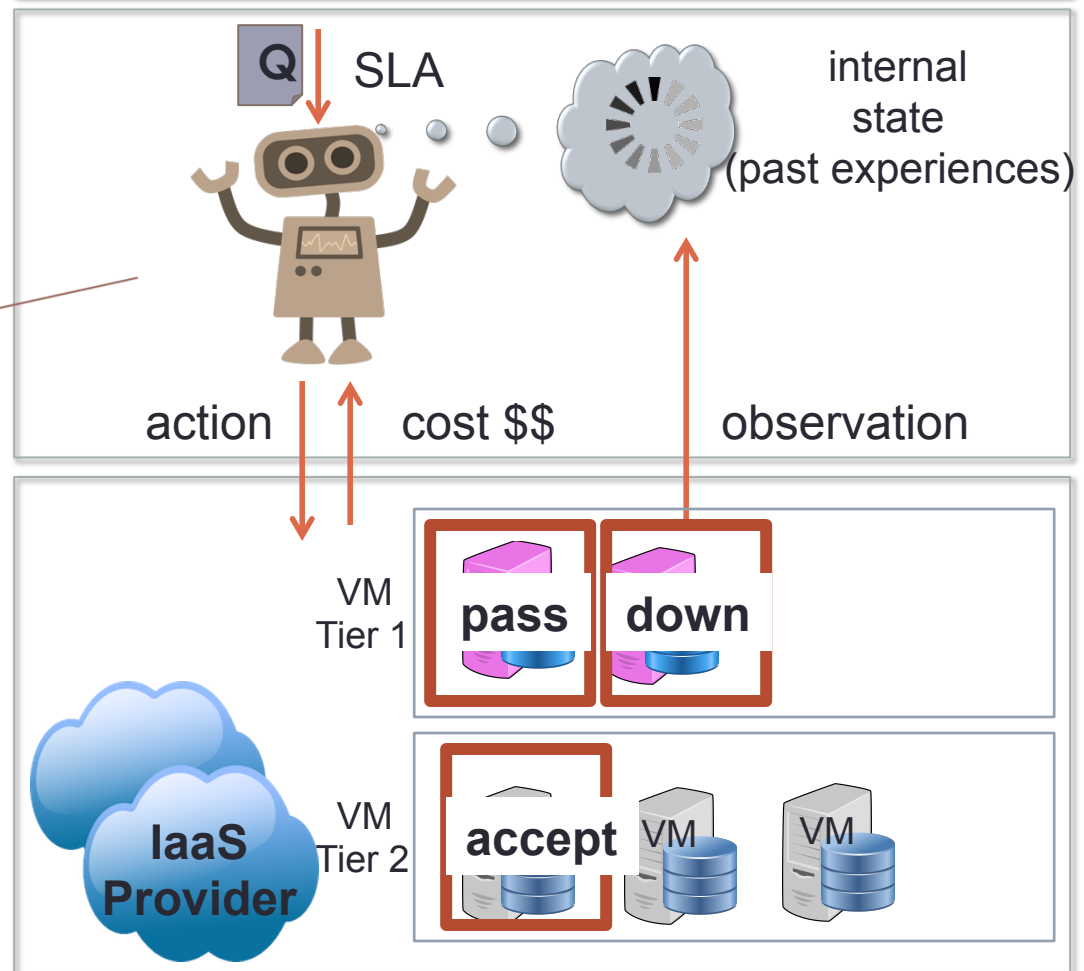 Q
SLA
internal
state
(past experiences)
action
cost $$
observation
VM
Tier 1
pass
down
VM
Tier 2
accept
VM
VM
IaaS
Provider